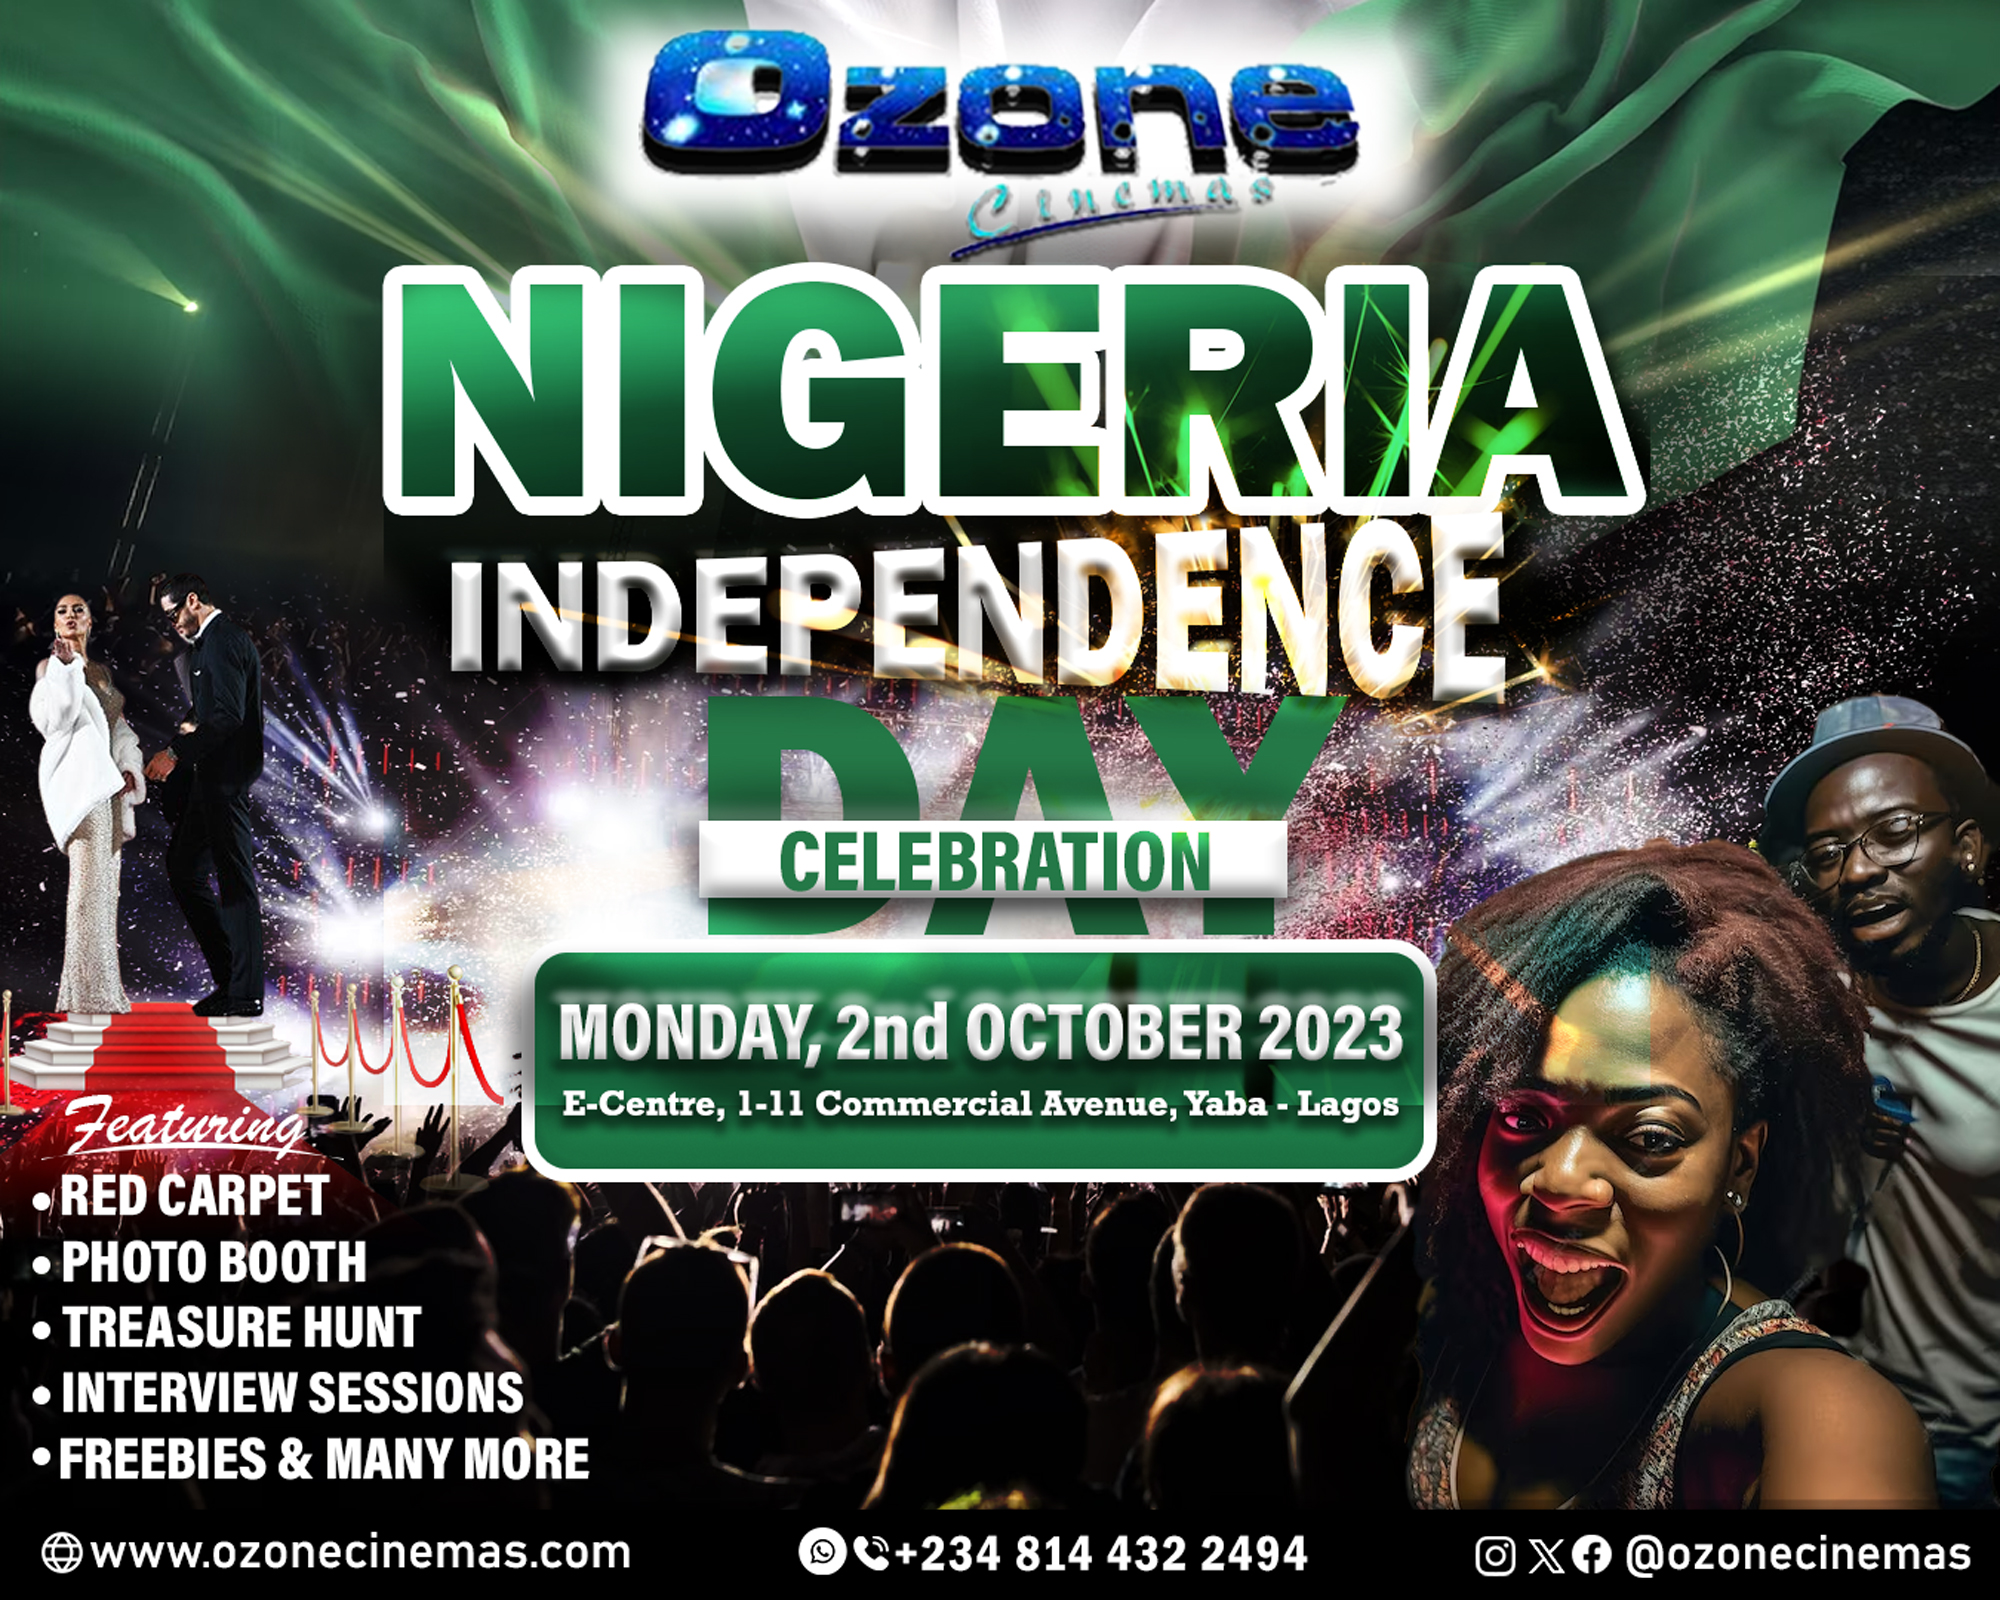 Ozone
Cinemas
NIGERIA
INDEPENDENCE
DAY
CELEBRATION
MONDAY, 2nd OCTOBER 2023
E-Centre, 1-11 Commercial Avenue, Yaba - Lagos
Featuring
• RED CARPET
• PHOTO BOOTH
• TREASURE HUNT
• INTERVIEW SESSIONS
• FREEBIES & MANY MORE
www.ozonecinemas.com
+234 814 432 2494
@ozonecinemas